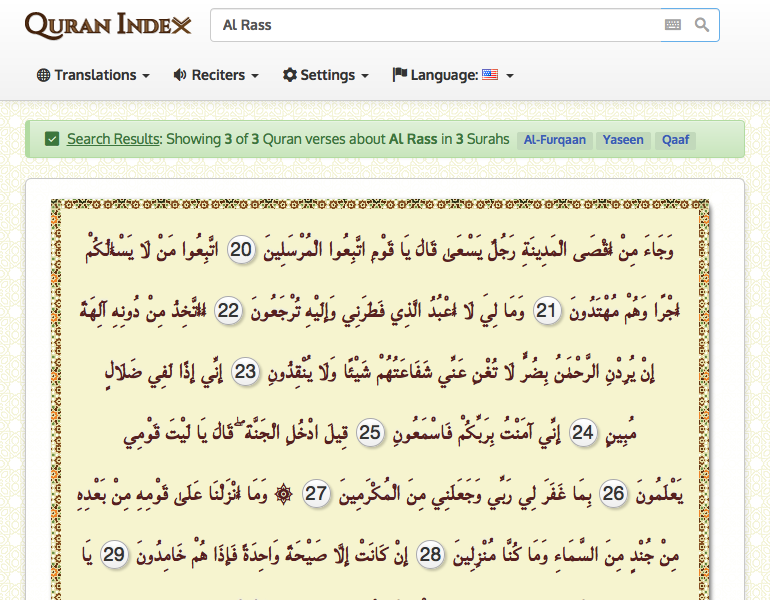 QURAN INDEX
Al Rass
Translations Reciters Settings Language:
Search Results: Showing 3 of 3 Quran verses about Al Rass in 3 Surahs Al-Furqaan Yaseen Qaaf
وَجَاءَ مِنْ أَقْصَى الْمَدِينَةِ رَجُلٌ يَسْعَىٰ قَالَ يَا قَوْمِ اتَّبِعُوا الْمُرْسَلِينَ 20 اتَّبِعُوا مَنْ لَا يَسْأَلُكُمْ
أَجْرًا وَهُمْ مُهْتَدُونَ 21 وَمَا لِيَ لَا أَعْبُدُ الَّذِي فَطَرَنِي وَإِلَيْهِ تُرْجَعُونَ 22 أَأَتَّخِذُ مِنْ دُونِهِ آلِهَةً
إِنْ يُرِدْنِ الرَّحْمَٰنُ بِضُرٍّ لَا تُغْنِ عَنِّي شَفَاعَتُهُمْ شَيْئًا وَلَا يُنْقِذُونِ 23 إِنِّي إِذًا لَفِي ضَلَالٍ
مُبِينٍ 24 إِنِّي آمَنْتُ بِرَبِّكُمْ فَاسْمَعُونِ 25 قِيلَ ادْخُلِ الْجَنَّةَ ۖ قَالَ يَا لَيْتَ قَوْمِي
يَعْلَمُونَ 26 بِمَا غَفَرَ لِي رَبِّي وَجَعَلَنِي مِنَ الْمُكْرَمِينَ 27 ۞ وَمَا أَنْزَلْنَا عَلَىٰ قَوْمِهِ مِنْ بَعْدِهِ
مِنْ جُنْدٍ مِنَ السَّمَاءِ وَمَا كُنَّا مُنْزِلِينَ 28 إِنْ كَانَتْ إِلَّا صَيْحَةً وَاحِدَةً فَإِذَا هُمْ خَامِدُونَ 29 يَا